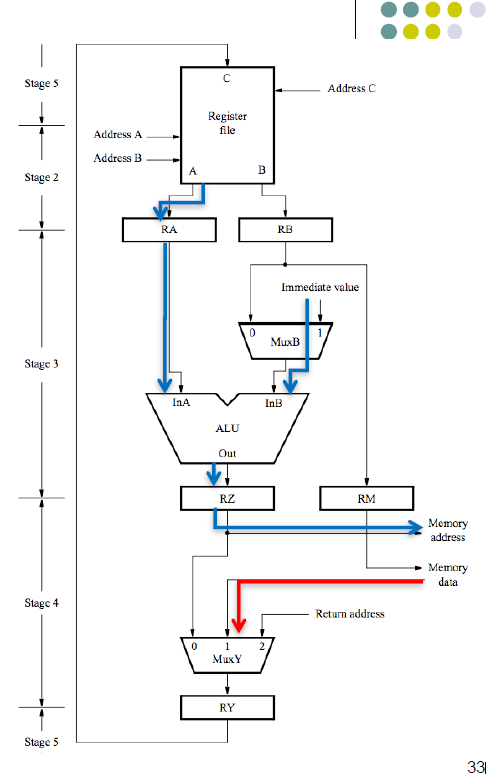 Stage 5
C
Address C
Register
file
Address A
Address B
Stage 2
A
B
RA
RB
Immediate value
0
1
MuxB
Stage 3
InA
InB
ALU
Out
RZ
RM
Memory
address
Memory
data
Stage 4
Return address
0
1
2
MuxY
RY
Stage 5
33